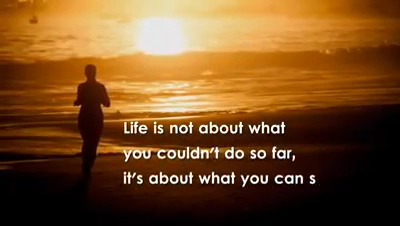 Life is not about what
you couldn't do so far,
it's about what you can s